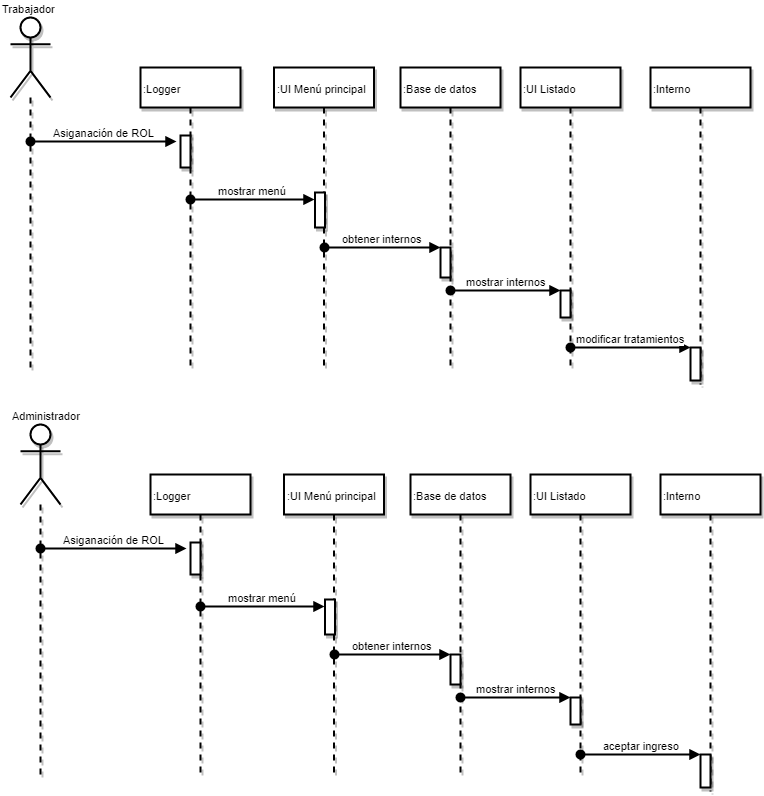 Trabajador
:Logger
:UI Menú principal
:Base de datos
:UI Listado
:Interno
Asiganación de ROL
mostrar menú
obtener internos
mostrar internos
modificar tratamientos
Administrador
:Logger
:UI Menú principal
:Base de datos
:UI Listado
:Interno
Asiganación de ROL
mostrar menú
obtener internos
mostrar internos
aceptar ingreso